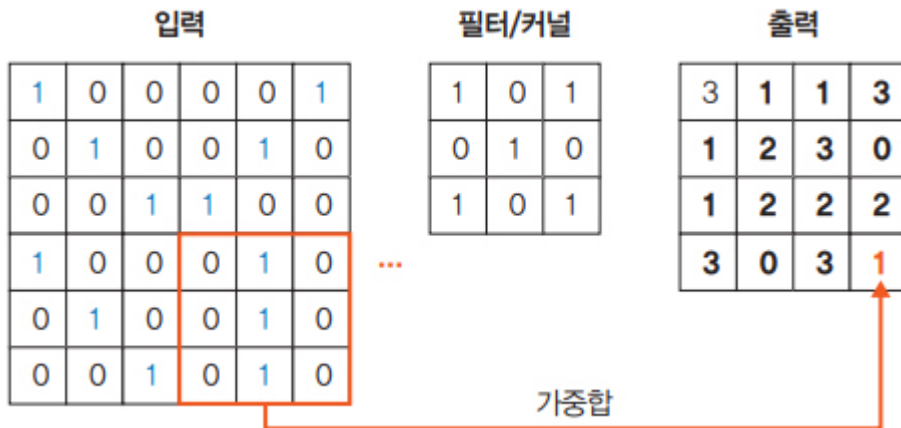 입력 필터/커널 출력
1 0 0 0 0 1 1 0 1 3 1 1 3
0 1 0 0 1 0 0 1 0 1 2 3 0
0 0 1 1 0 0 1 0 1 1 2 2 2
1 0 0 0 1 0 ... 3 0 3 1
0 1 0 0 1 0
0 0 1 0 1 0
가중합